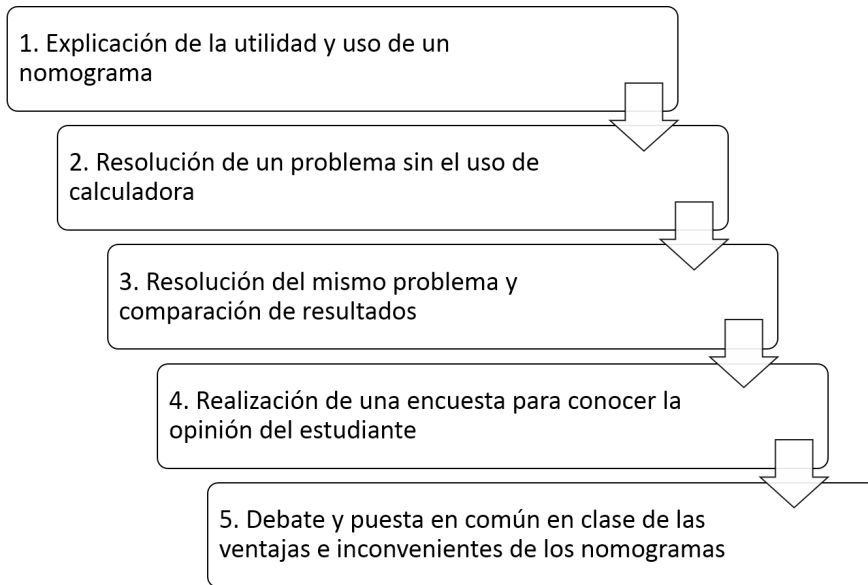 1. Explicación de la utilidad y uso de un
nomograma
2. Resolución de un problema sin el uso de
calculadora
3. Resolución del mismo problema y
comparación de resultados
4. Realización de una encuesta para conocer la
opinión del estudiante
5. Debate y puesta en común en clase de las
ventajas e inconvenientes de los nomogramas